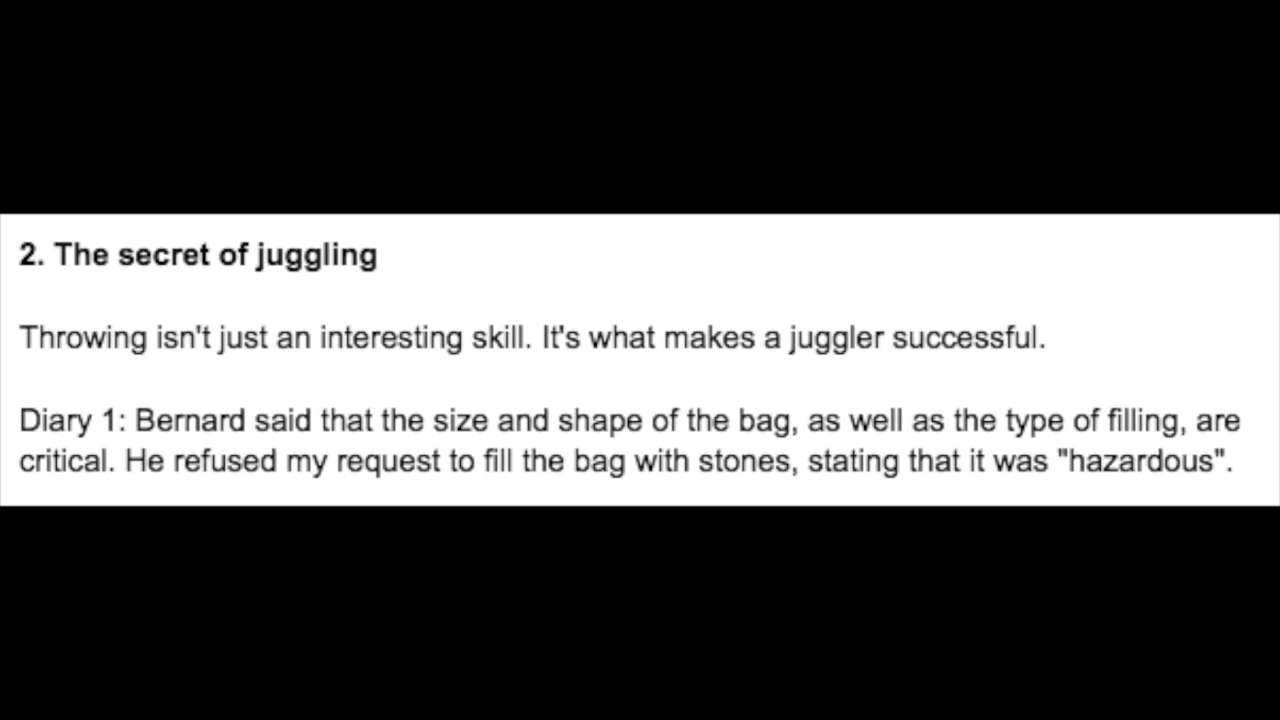 2. The secret of juggling
Throwing isn't just an interesting skill. It's what makes a juggler successful.
Diary 1: Bernard said that the size and shape of the bag, as well as the type of filling, are
critical. He refused my request to fill the bag with stones, stating that it was "hazardous".